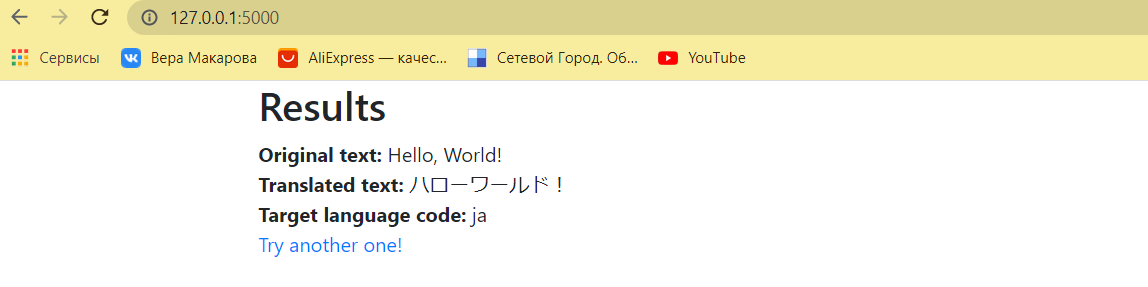 127.0.0.1:5000
Сервисы Вера Макарова AliExpress — качес... Сетевой Город. Об... YouTube
Results
Original text: Hello, World!
Translated text: ハローワールド！
Target language code: ja
Try another one!